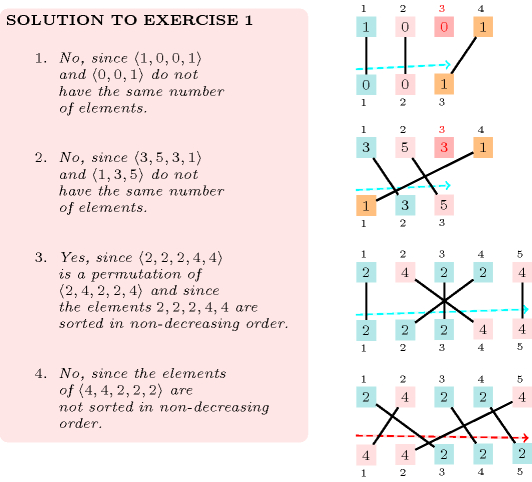 SOLUTION TO EXERCISE 1
1. No, since ⟨1, 0, 0, 1⟩
and ⟨0, 0, 1⟩ do not
have the same number
of elements.
2. No, since ⟨3, 5, 3, 1⟩
and ⟨1, 3, 5⟩ do not
have the same number
of elements.
3. Yes, since ⟨2, 2, 2, 4, 4⟩
is a permutation of
⟨2, 4, 2, 2, 4⟩ and since
the elements 2, 2, 2, 4, 4 are
sorted in non-decreasing order.
4. No, since the elements
of ⟨4, 4, 2, 2, 2⟩ are
not sorted in non-decreasing
order.
1 2 3 4
1 0 0 1
0 0 1
1 2 3
1 2 3 4
3 5 3 1
1 3 5
1 2 3
1 2 3 4 5
2 4 2 2 4
2 2 2 4 4
1 2 3 4 5
1 2 3 4 5
2 4 2 2 4
4 4 2 2 2
1 2 3 4 5